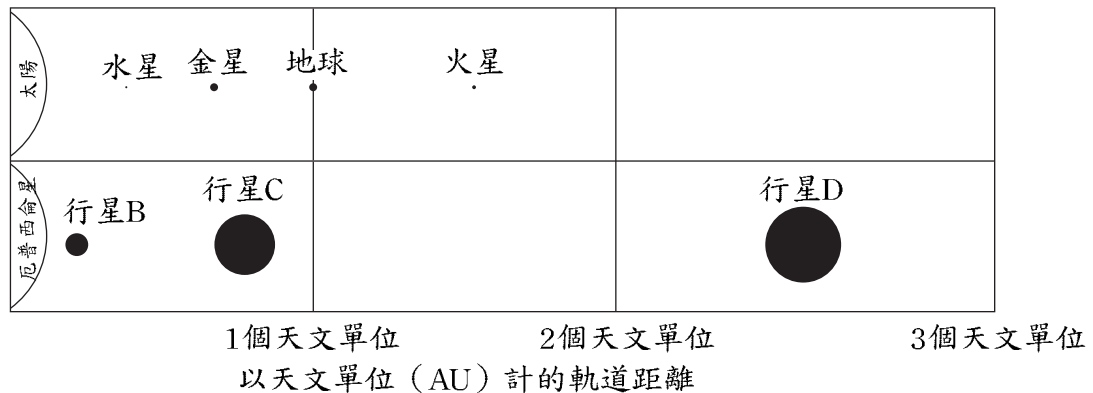 太陽
水星
金星
地球
火星
厄普西侖星
行星B
行星C
行星D
1個天文單位
2個天文單位
3個天文單位
以天文單位（AU）計的軌道距離